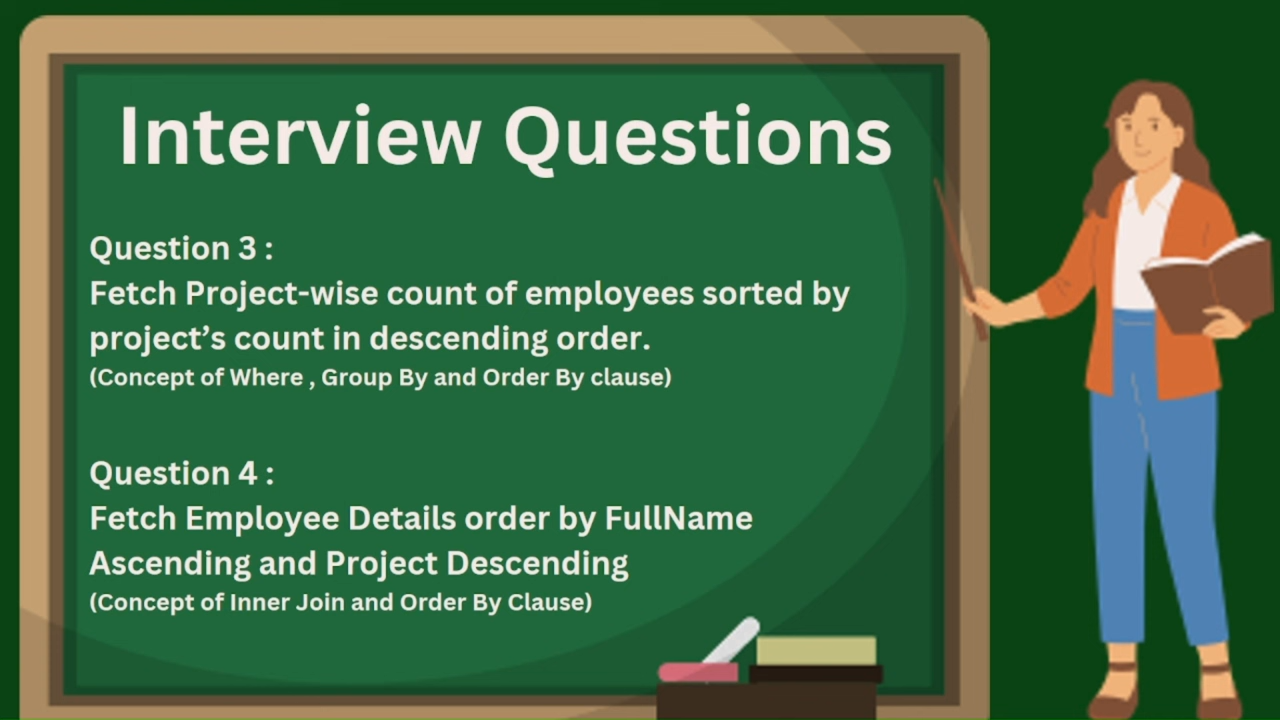 Interview Questions
Question 3 :
Fetch Project-wise count of employees sorted by
project’s count in descending order.
(Concept of Where , Group By and Order By clause)
Question 4 :
Fetch Employee Details order by FullName
Ascending and Project Descending
(Concept of Inner Join and Order By Clause)